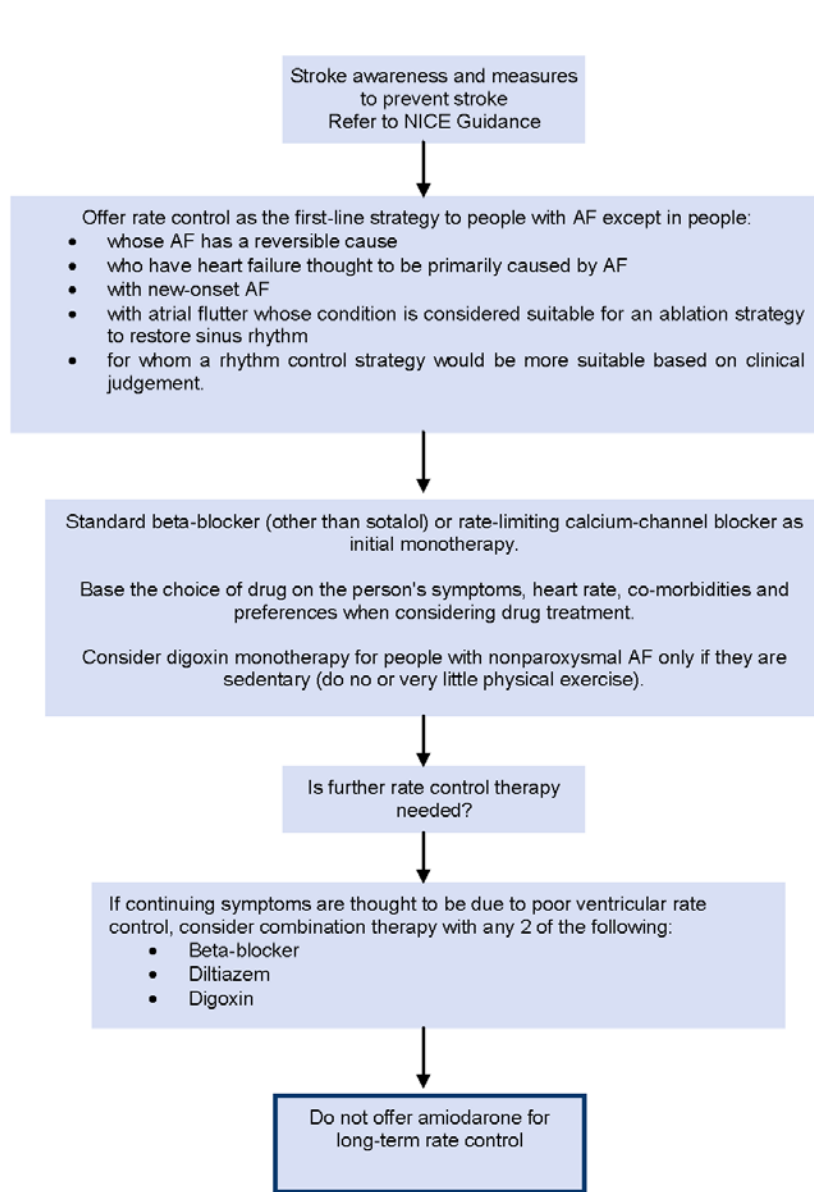 Stroke awareness and measures
to prevent stroke
Refer to NICE Guidance
Offer rate control as the first-line strategy to people with AF except in people:
• whose AF has a reversible cause
• who have heart failure thought to be primarily caused by AF
• with new-onset AF
• with atrial flutter whose condition is considered suitable for an ablation strategy
to restore sinus rhythm
• for whom a rhythm control strategy would be more suitable based on clinical
judgement.
Standard beta-blocker (other than sotalol) or rate-limiting calcium-channel blocker as
initial monotherapy.
Base the choice of drug on the person's symptoms, heart rate, co-morbidities and
preferences when considering drug treatment.
Consider digoxin monotherapy for people with nonparoxysmal AF only if they are
sedentary (do no or very little physical exercise).
Is further rate control therapy
needed?
If continuing symptoms are thought to be due to poor ventricular rate
control, consider combination therapy with any 2 of the following:
• Beta-blocker
• Diltiazem
• Digoxin
Do not offer amiodarone for
long-term rate control